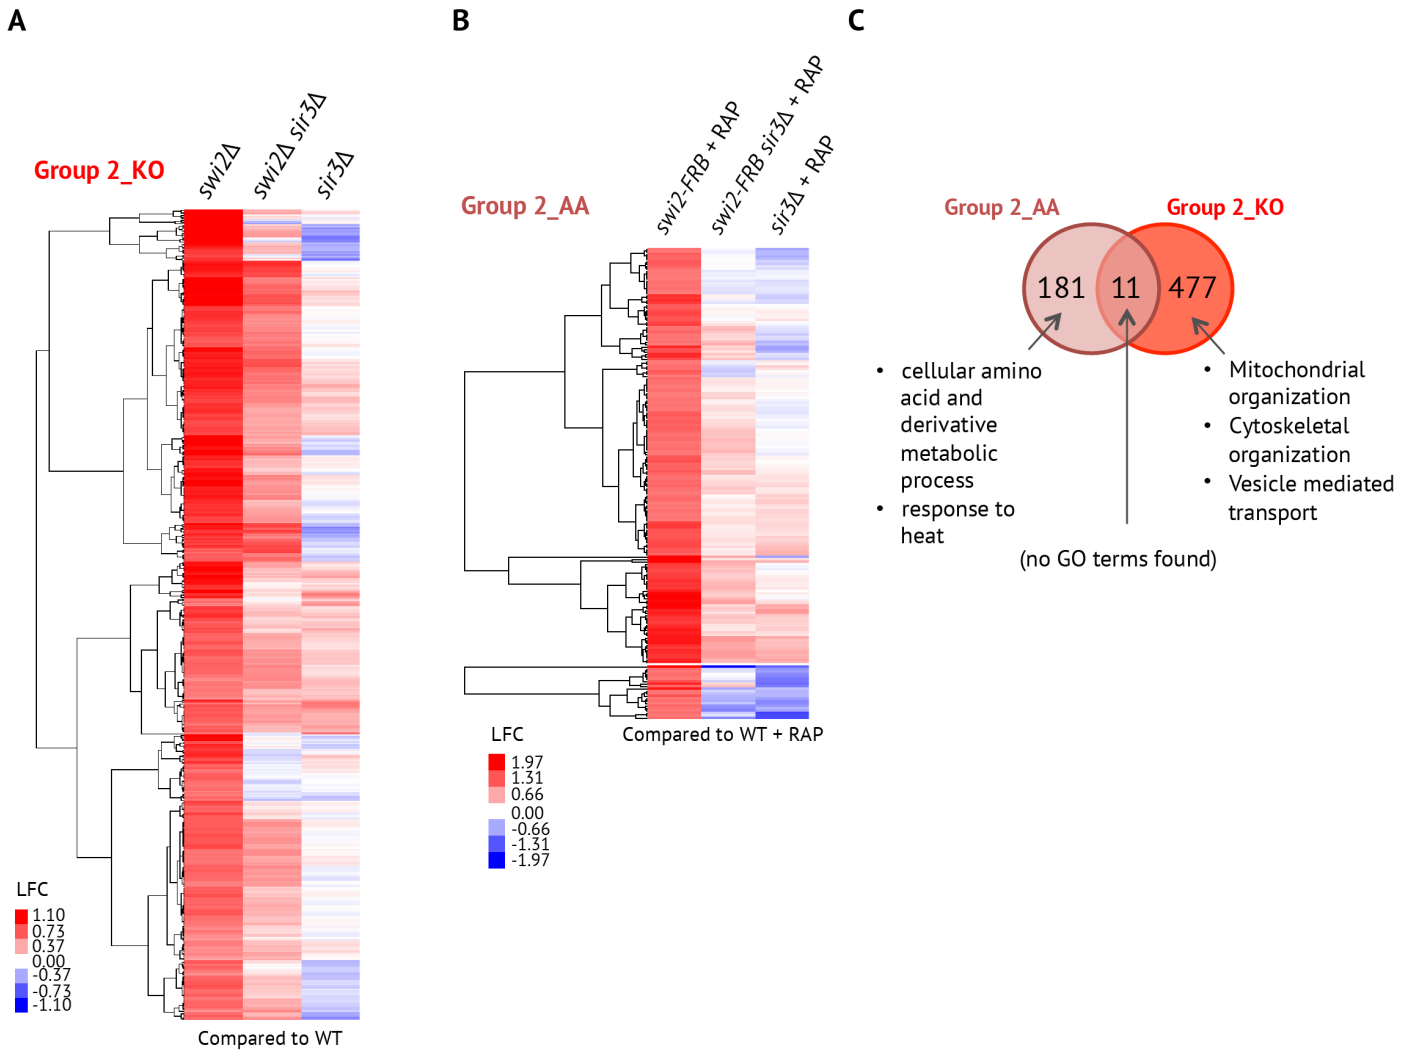 A
B
C
Group 2_KO
swi2Δ
swi2Δ sir3Δ
sir3Δ
LFC
1.10
0.73
0.37
0.00
-0.37
-0.73
-1.10
Compared to WT
Group 2_AA
swi2-FRB + RAP
swi2-FRB sir3Δ + RAP
sir3Δ + RAP
Compared to WT + RAP
LFC
1.97
1.31
0.66
0.00
-0.66
-1.31
-1.97
Group 2_AA
Group 2_KO
181
11
477
• cellular amino
acid and
derivative
metabolic
process
• response to
heat
(no GO terms found)
• Mitochondrial
organization
• Cytoskeletal
organization
• Vesicle mediated
transport